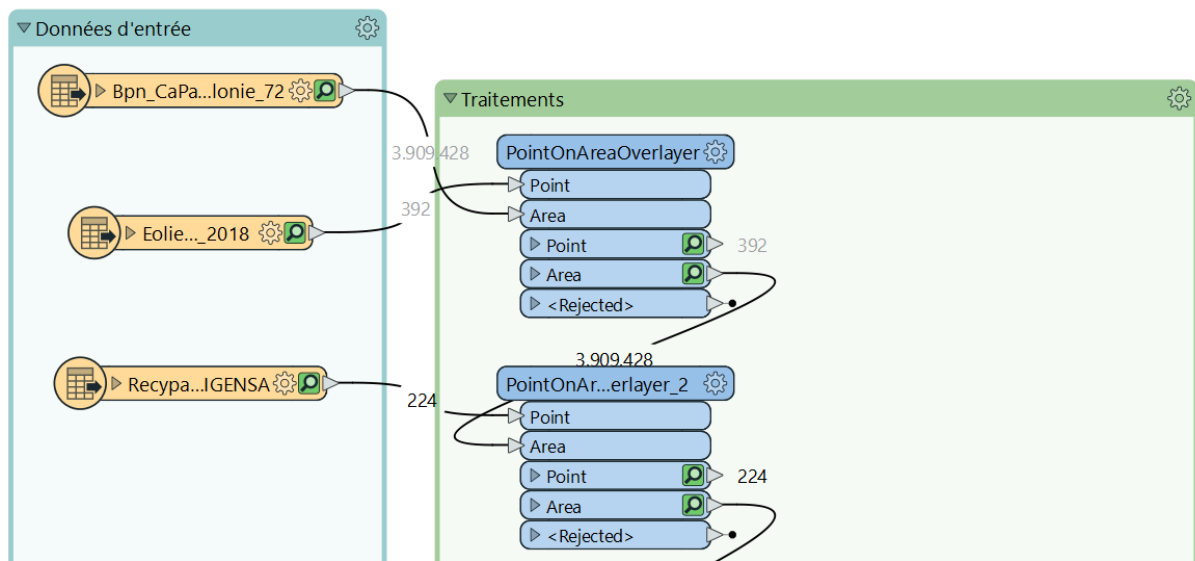 Données d'entrée
Bpn_CaPa...lonie_72
3.909.428
Eolie..._2018
392
Recypa...IGENSA
224
Traitements
PointOnAreaOverlayer
Point
Area
Point
392
Area
<Rejected>
3.909.428
PointOnAr...erlayer_2
Point
Area
Point
224
Area
<Rejected>